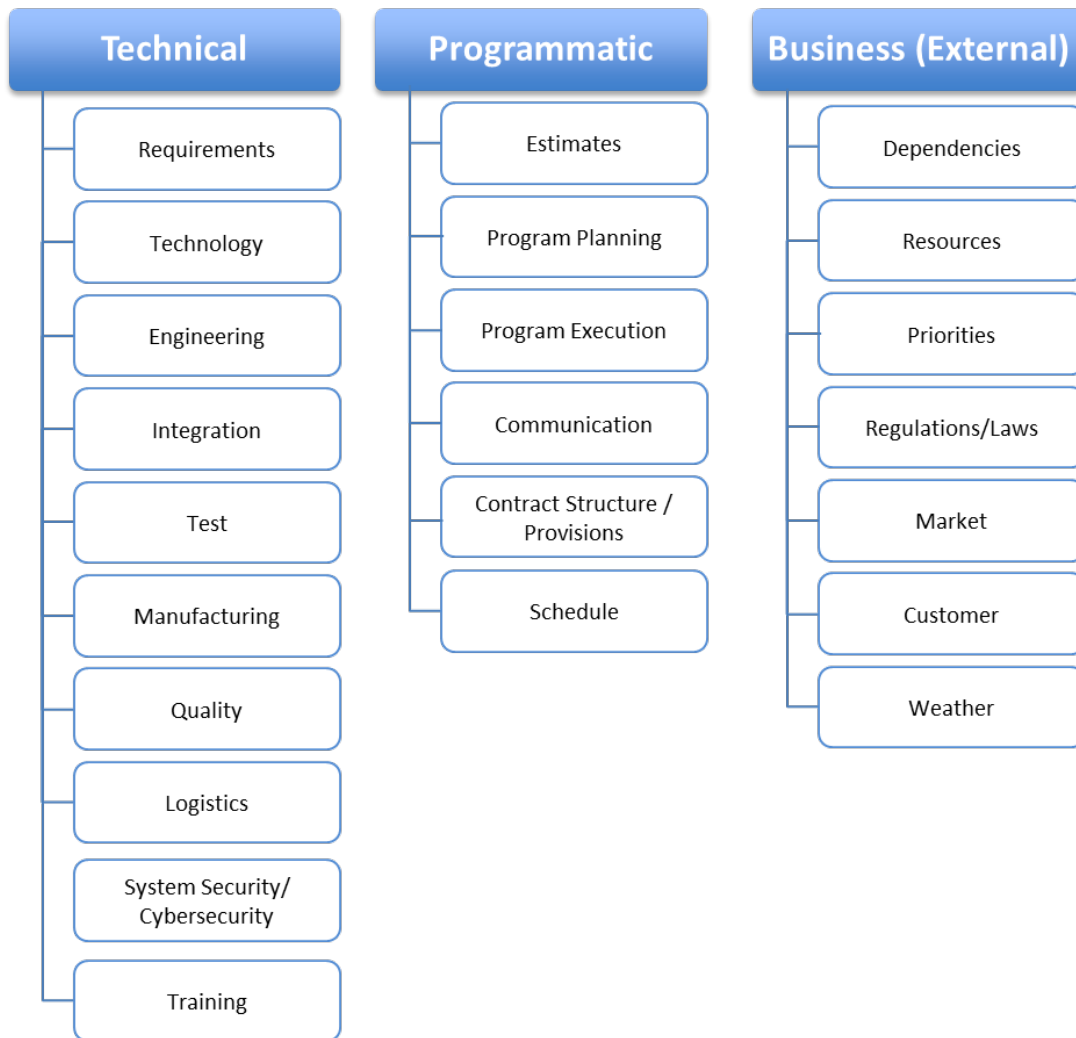 Technical
Requirements
Technology
Engineering
Integration
Test
Manufacturing
Quality
Logistics
System Security/
Cybersecurity
Training
Programmatic
Estimates
Program Planning
Program Execution
Communication
Contract Structure /
Provisions
Schedule
Business (External)
Dependencies
Resources
Priorities
Regulations/Laws
Market
Customer
Weather